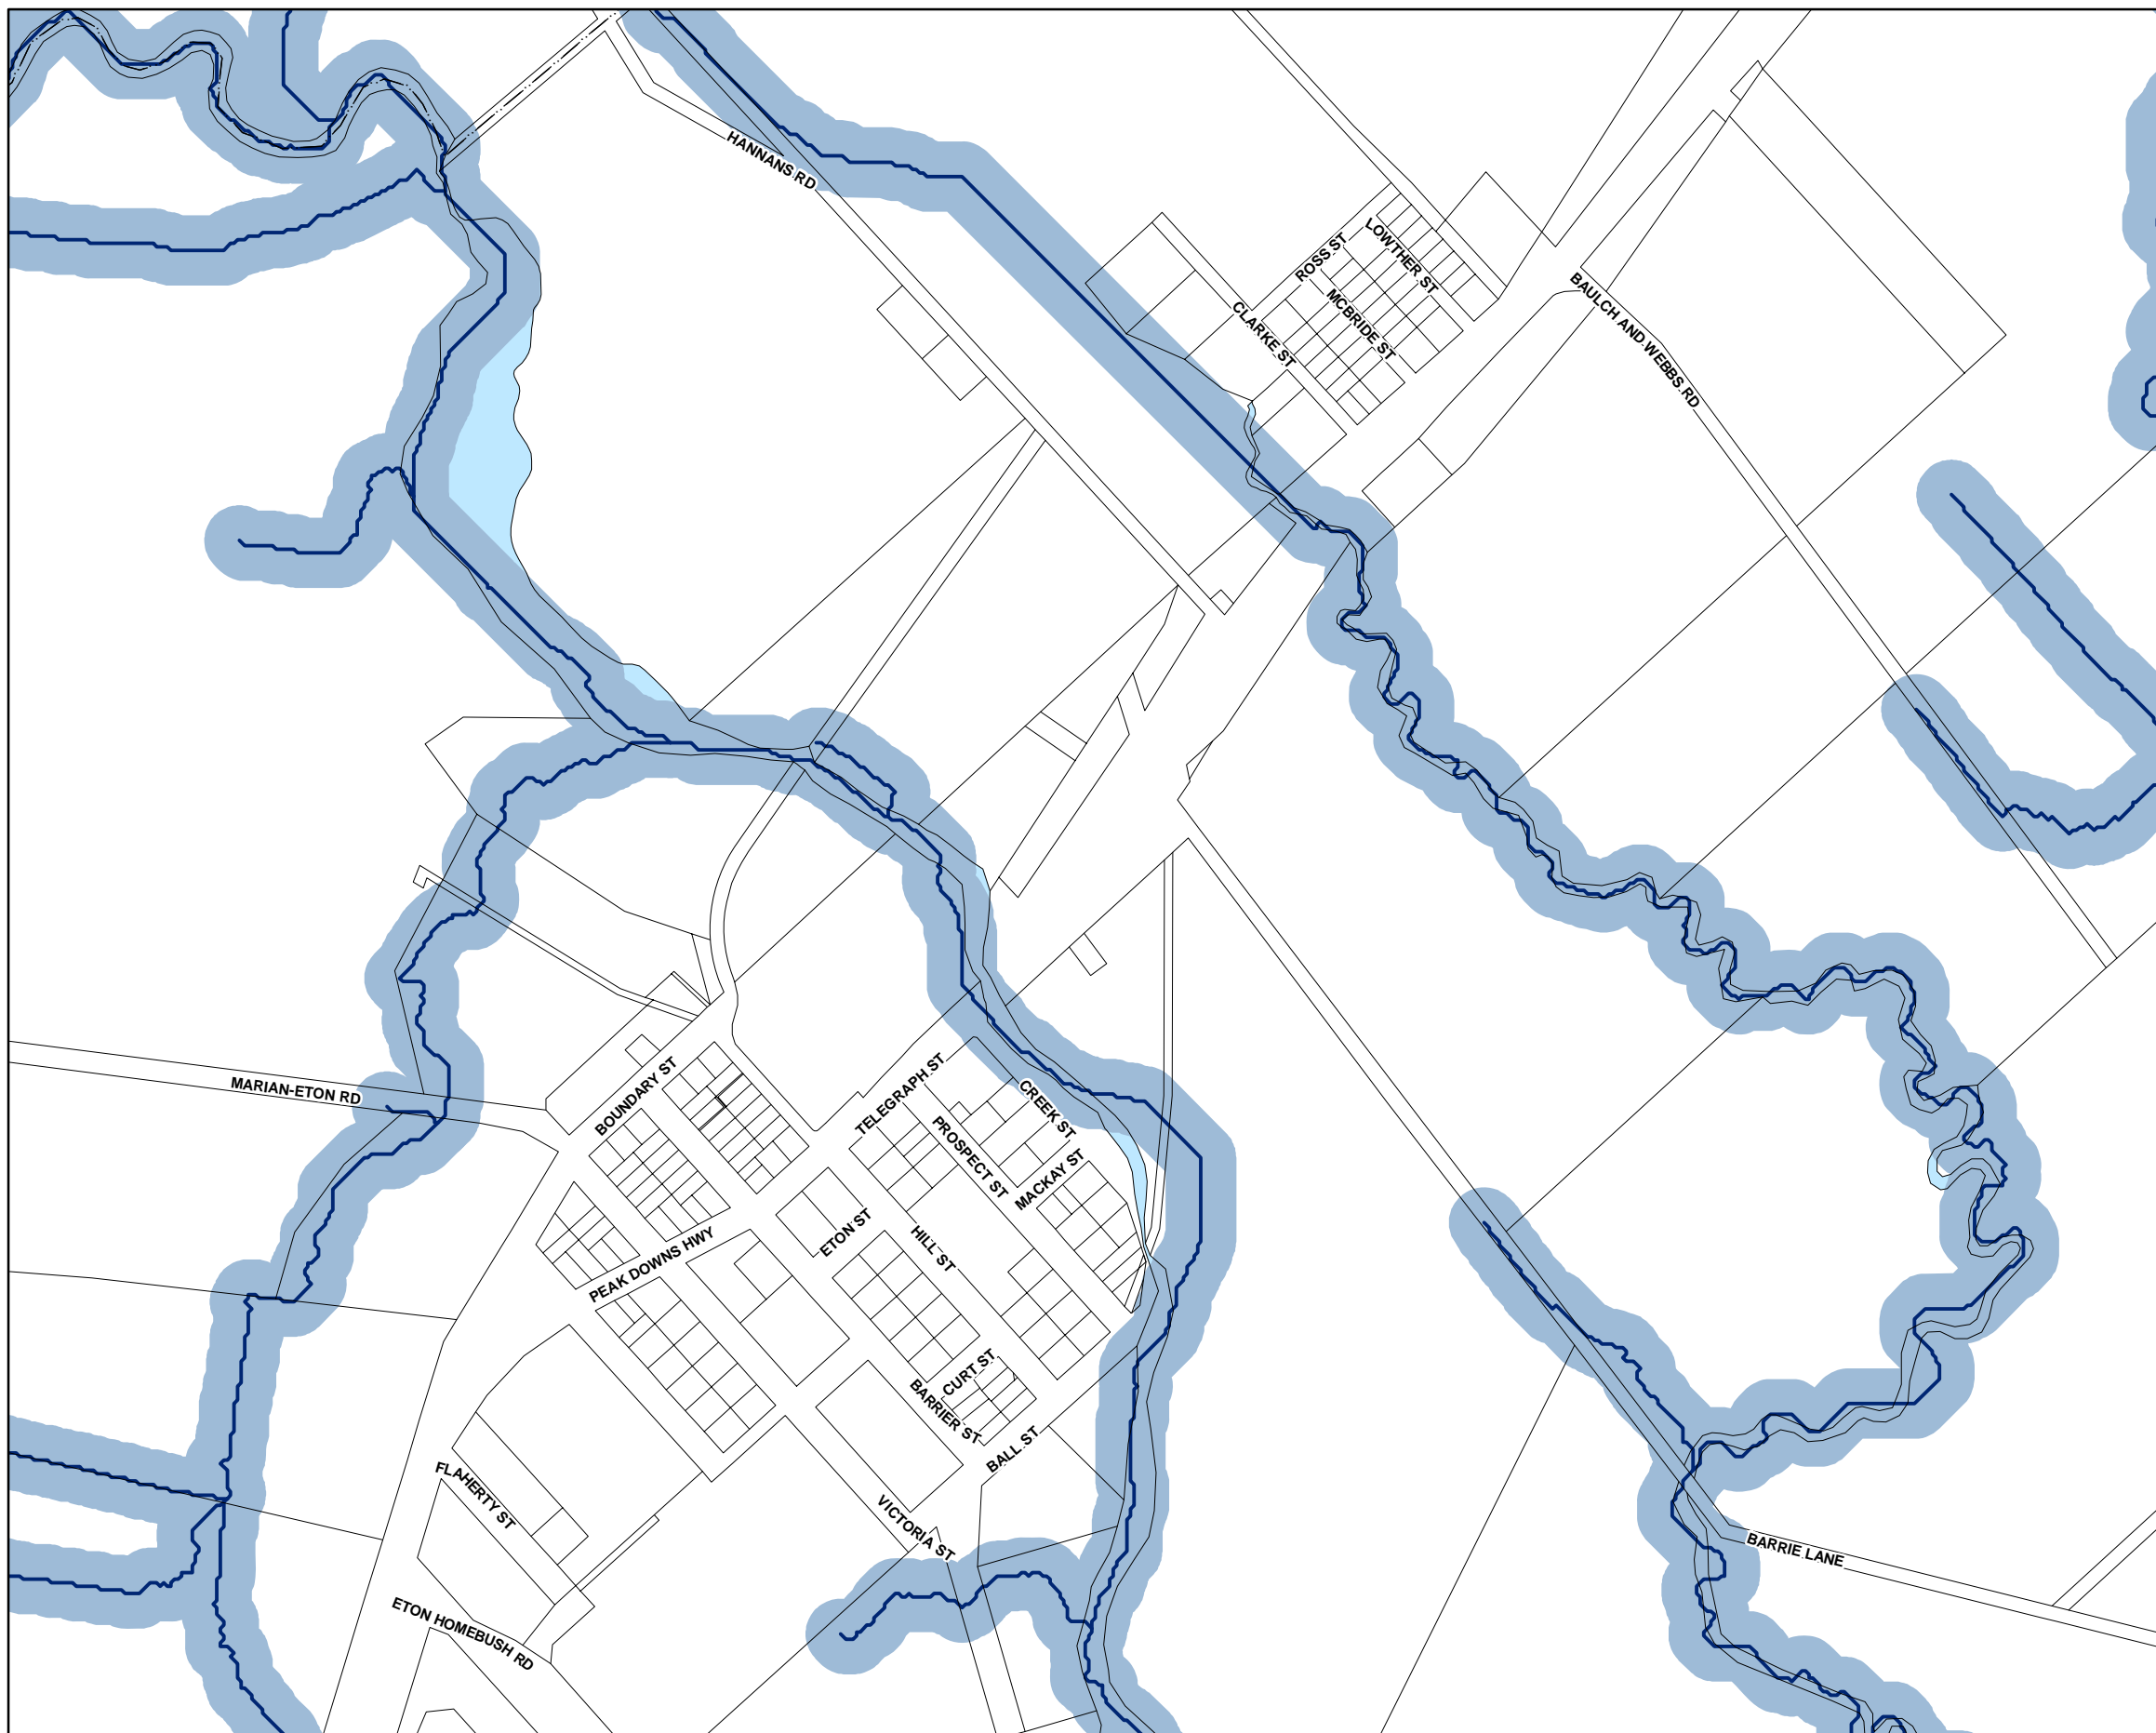 HANNANS RD
LOWTHER ST
ROSS ST
MCBRIDE ST
CLARKE ST
BAULCH AND WEBBS RD
MARIAN-ETON RD
BOUNDARY ST
TELEGRAPH ST
CREEK ST
PROSPECT ST
MACKAY ST
ETON ST
HILL ST
PEAK DOWNS HWY
CURT ST
BARRIER ST
BALL ST
FLAHERTY ST
VICTORIA ST
BARRIE LANE
ETON HOMEBUSH RD